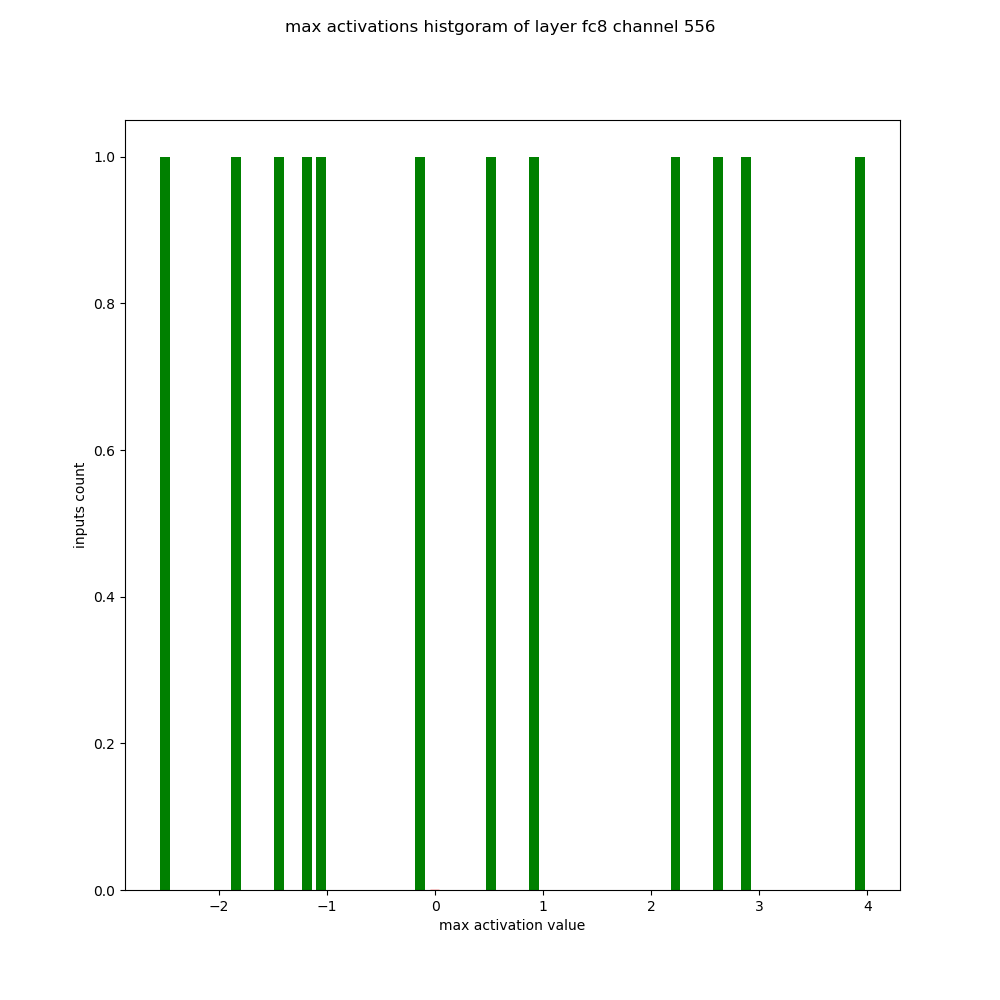 max activations histgoram of layer fc8 channel 556
1.0
0.8
0.6
0.4
0.2
0.0
inputs count
−2 −1 0 1 2 3 4
max activation value